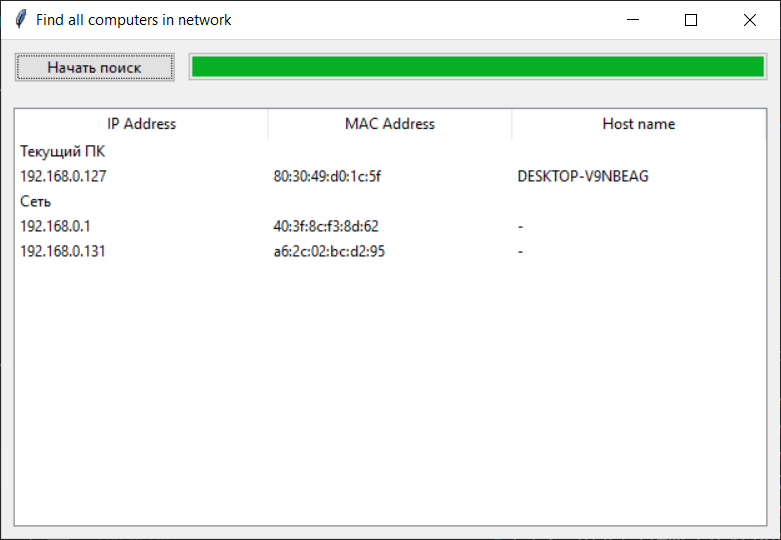 Find all computers in network
Начать поиск
IP Address MAC Address Host name
Текущий ПК
192.168.0.127 80:30:49:d0:1c:5f DESKTOP-V9NBEAG
Сеть
192.168.0.1 40:3f:8c:f3:8d:62 -
192.168.0.131 a6:2c:02:bc:d2:95 -